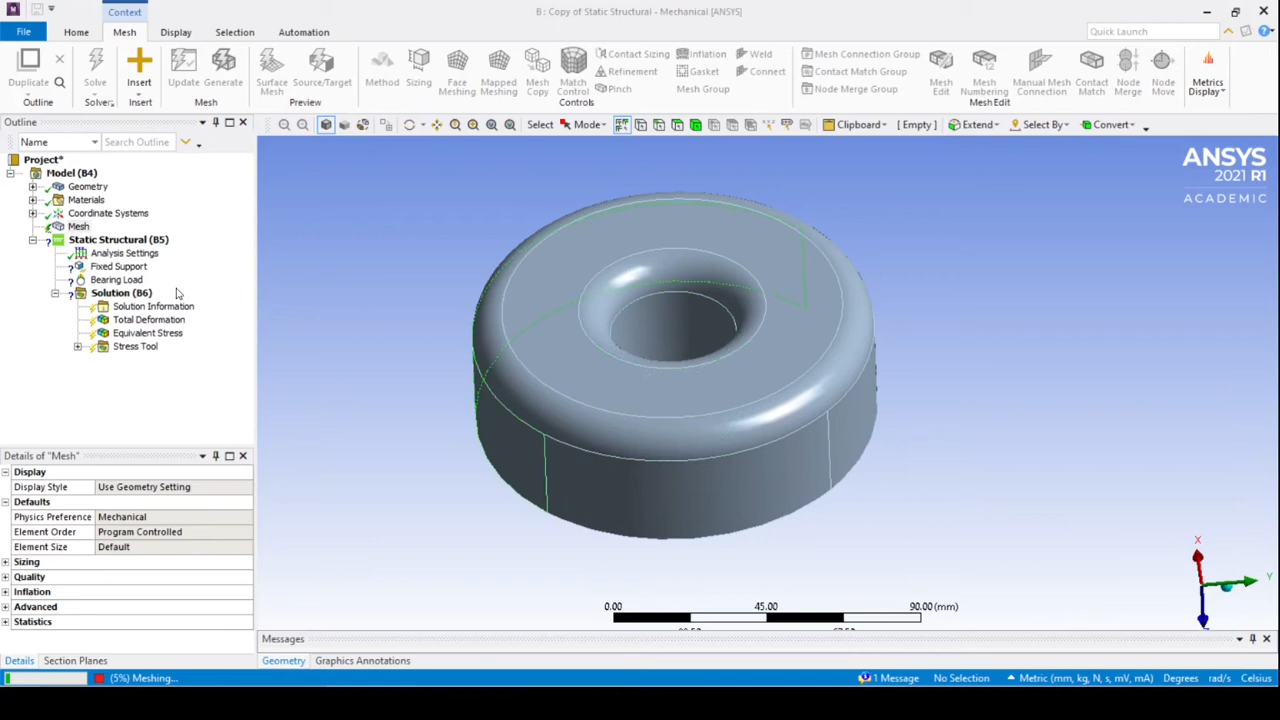 Context
B : Copy of Static Structural - Mechanical [ANSYS]
File Home Mesh Display Selection Automation Quick Launch
Duplicate Solve Insert Update Generate Surface Mesh Source/Target Method Sizing Face Meshing Mapped Meshing Mesh Copy Match Control
Contact Sizing Inflation Weld
Refinement Gasket Connect
Pinch Mesh Group
Mesh Connection Group
Contact Match Group
Node Merge Group
Mesh Edit Mesh Numbering Manual Mesh Connection Contact Match Node Merge Node Move Metrics Display
Outline Solver Insert Mesh Preview Controls Mesh Edit
Outline
Select Mode Clipboard [ Empty ] Extend Select By Convert
Name Search Outline
Project*
Model (B4)
Geometry
Materials
Coordinate Systems
Mesh
Static Structural (B5)
Analysis Settings
Fixed Support
Bearing Load
Solution (B6)
Solution Information
Total Deformation
Equivalent Stress
Stress Tool
ANSYS
2021 R1
ACADEMIC
Details of "Mesh"
Display
Display Style Use Geometry Setting
Defaults
Physics Preference Mechanical
Element Order Program Controlled
Element Size Default
Sizing
Quality
Inflation
Advanced
Statistics
X
Y
0.00 45.00 90.00 (mm)
Messages
Details Section Planes
Geometry Graphics Annotations
(5%) Meshing... 1 Message No Selection Metric (mm, kg, N, s, mV, mA) Degrees rad/s Celsius